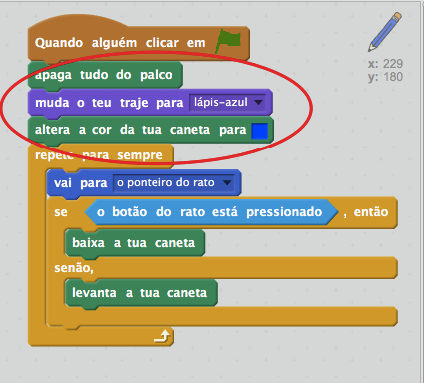 Quando alguém clicar em
x: 229
y: 180
apaga tudo do palco
muda o teu traje para lápis-azul
altera a cor da tua caneta para
repete para sempre
vai para o ponteiro do rato
se o botão do rato está pressionado , então
baixa a tua caneta
senão,
levanta a tua caneta